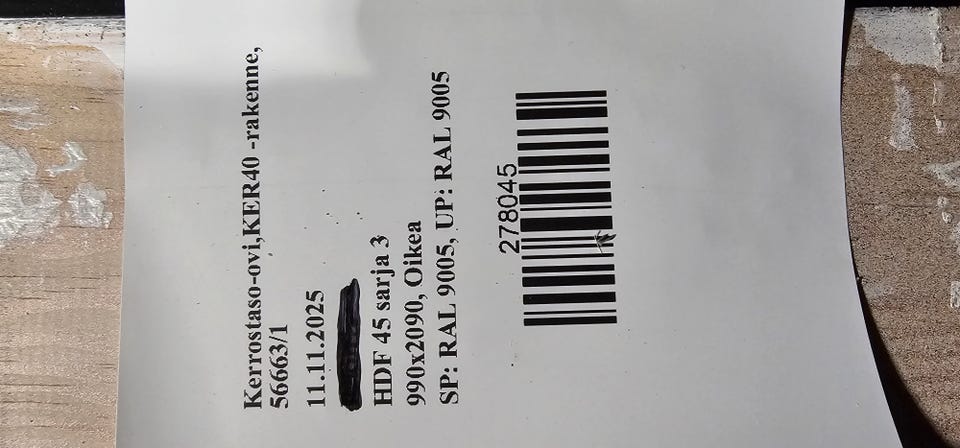 Kerrostaso-ovi,KER40 -rakenne,
56663/1
11.11.2025
HDF 45 sarja 3
990x2090, Oikea
SP: RAL 9005, UP: RAL 9005
278045